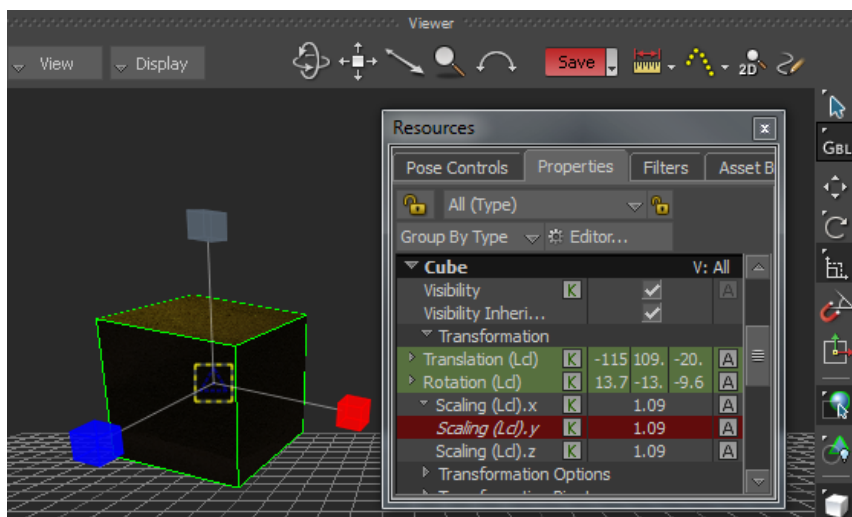 Viewer
View Display Save 2D
Resources x
GBL
Pose Controls Properties Filters Asset B
All (Type)
Group By Type Editor...
Cube V: All
Visibility K A
Visibility Inheri...
Transformation
Translation (Lcl) K -115 109. -20. A
Rotation (Lcl) K 13.7 -13. -9.6 A
Scaling (Lcl).x K 1.09 A
Scaling (Lcl).y K 1.09 A
Scaling (Lcl).z K 1.09 A
Transformation Options